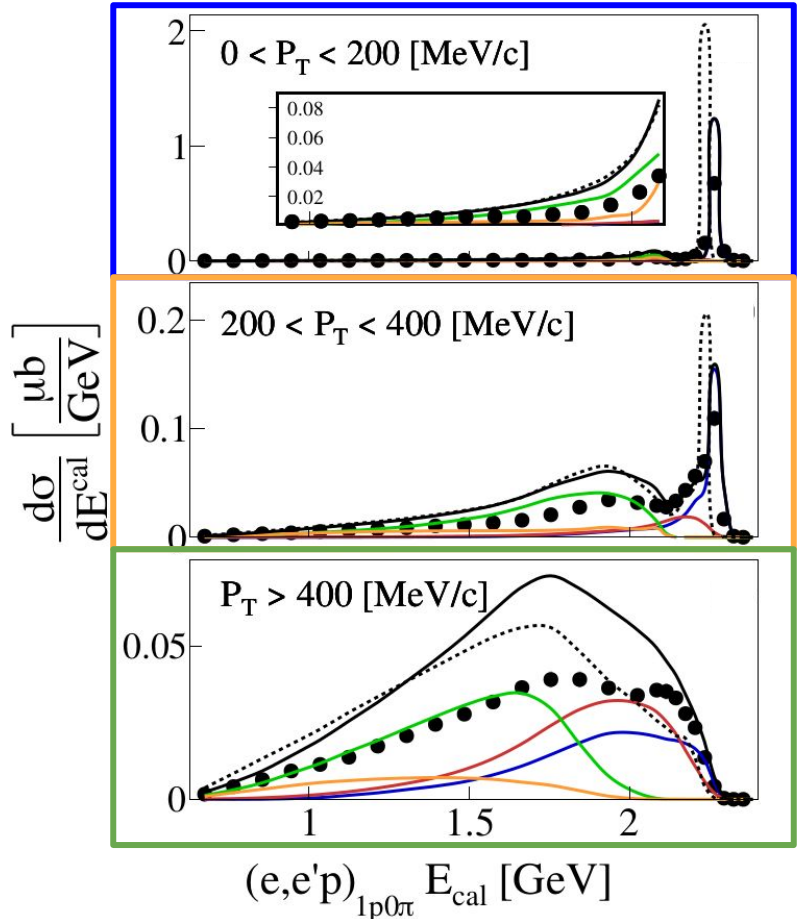 2
0 < P_T < 200 [MeV/c]
0.08
0.06
0.04
0.02
1
0
0.2
200 < P_T < 400 [MeV/c]
0.1
0
dσ/dE^cal [μb/GeV]
P_T > 400 [MeV/c]
0.05
0
1 1.5 2
(e,e'p)_1p0π E_cal [GeV]